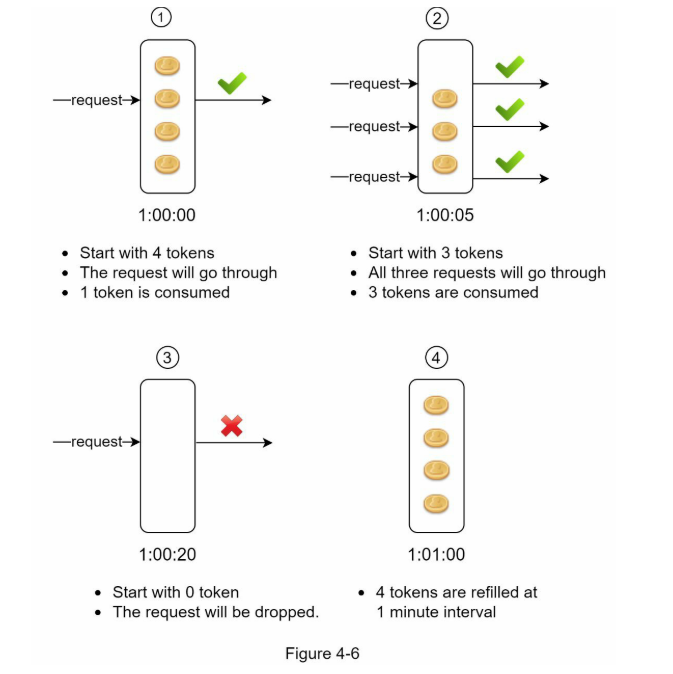 1
request
1:00:00
• Start with 4 tokens
• The request will go through
• 1 token is consumed
2
request
request
request
1:00:05
• Start with 3 tokens
• All three requests will go through
• 3 tokens are consumed
3
request
1:00:20
• Start with 0 token
• The request will be dropped.
4
1:01:00
• 4 tokens are refilled at
1 minute interval
Figure 4-6